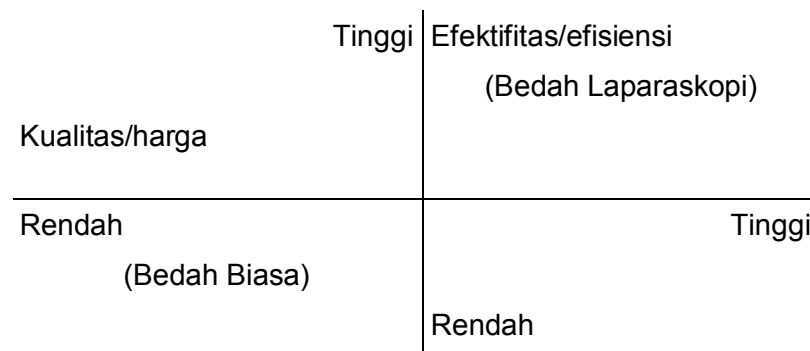 Tinggi Efektifitas/efisiensi
(Bedah Laparaskopi)
Kualitas/harga
Rendah Tinggi
(Bedah Biasa)
Rendah